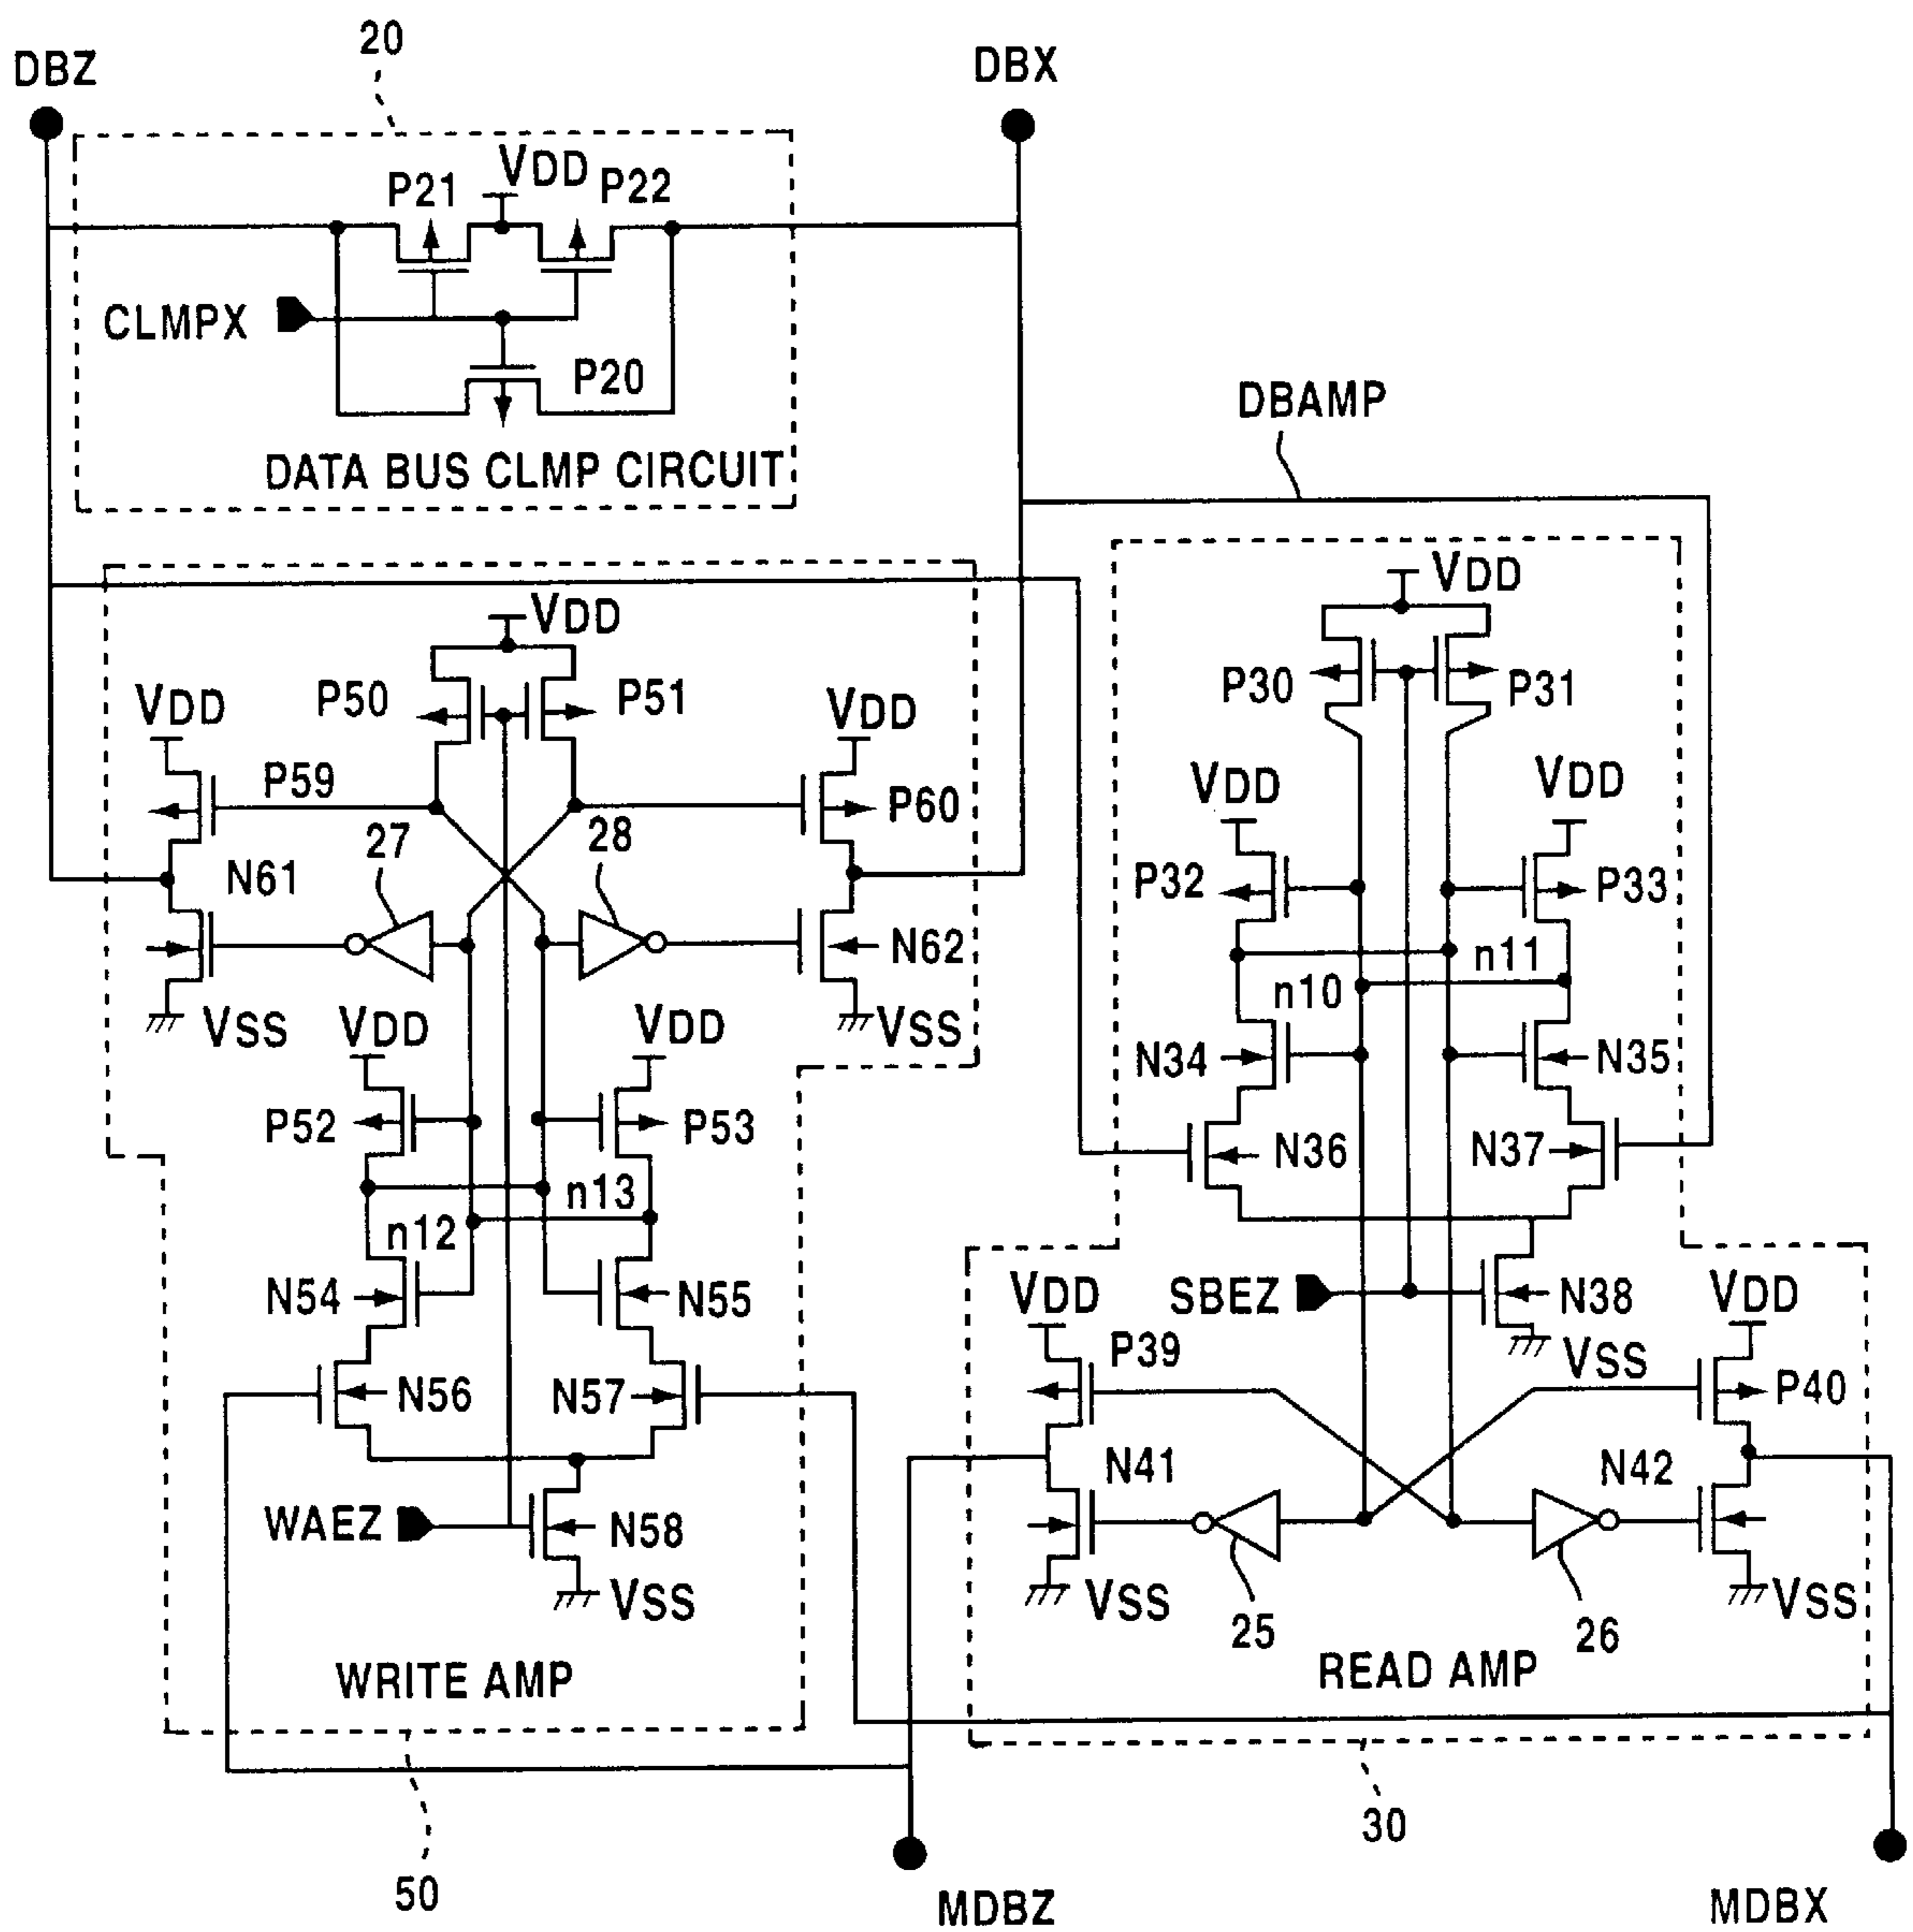 20
DBZ
DBX
VDD
P21
P22
CLMPX
P20
DATA BUS CLMP CIRCUIT
DBAMP
VDD
VDD
P50
P51
P30
P31
VDD
VDD
P59
P60
VDD
VDD
27
28
N61
P32
P33
N62
n11
n10
VSS
VDD
VDD
VSS
N34
N35
P52
P53
N36
N37
n13
n12
N54
N55
VDD
SBEZ
N38
VDD
P39
VSS
N56
N57
P40
N41
N42
WAEZ
N58
VSS
VSS
VSS
25
26
WRITE AMP
READ AMP
30
50
MDBZ
MDBX